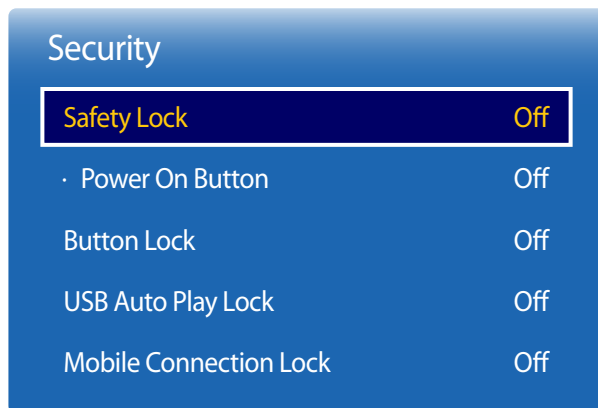 Security
Safety Lock Off
· Power On Button Off
Button Lock Off
USB Auto Play Lock Off
Mobile Connection Lock Off